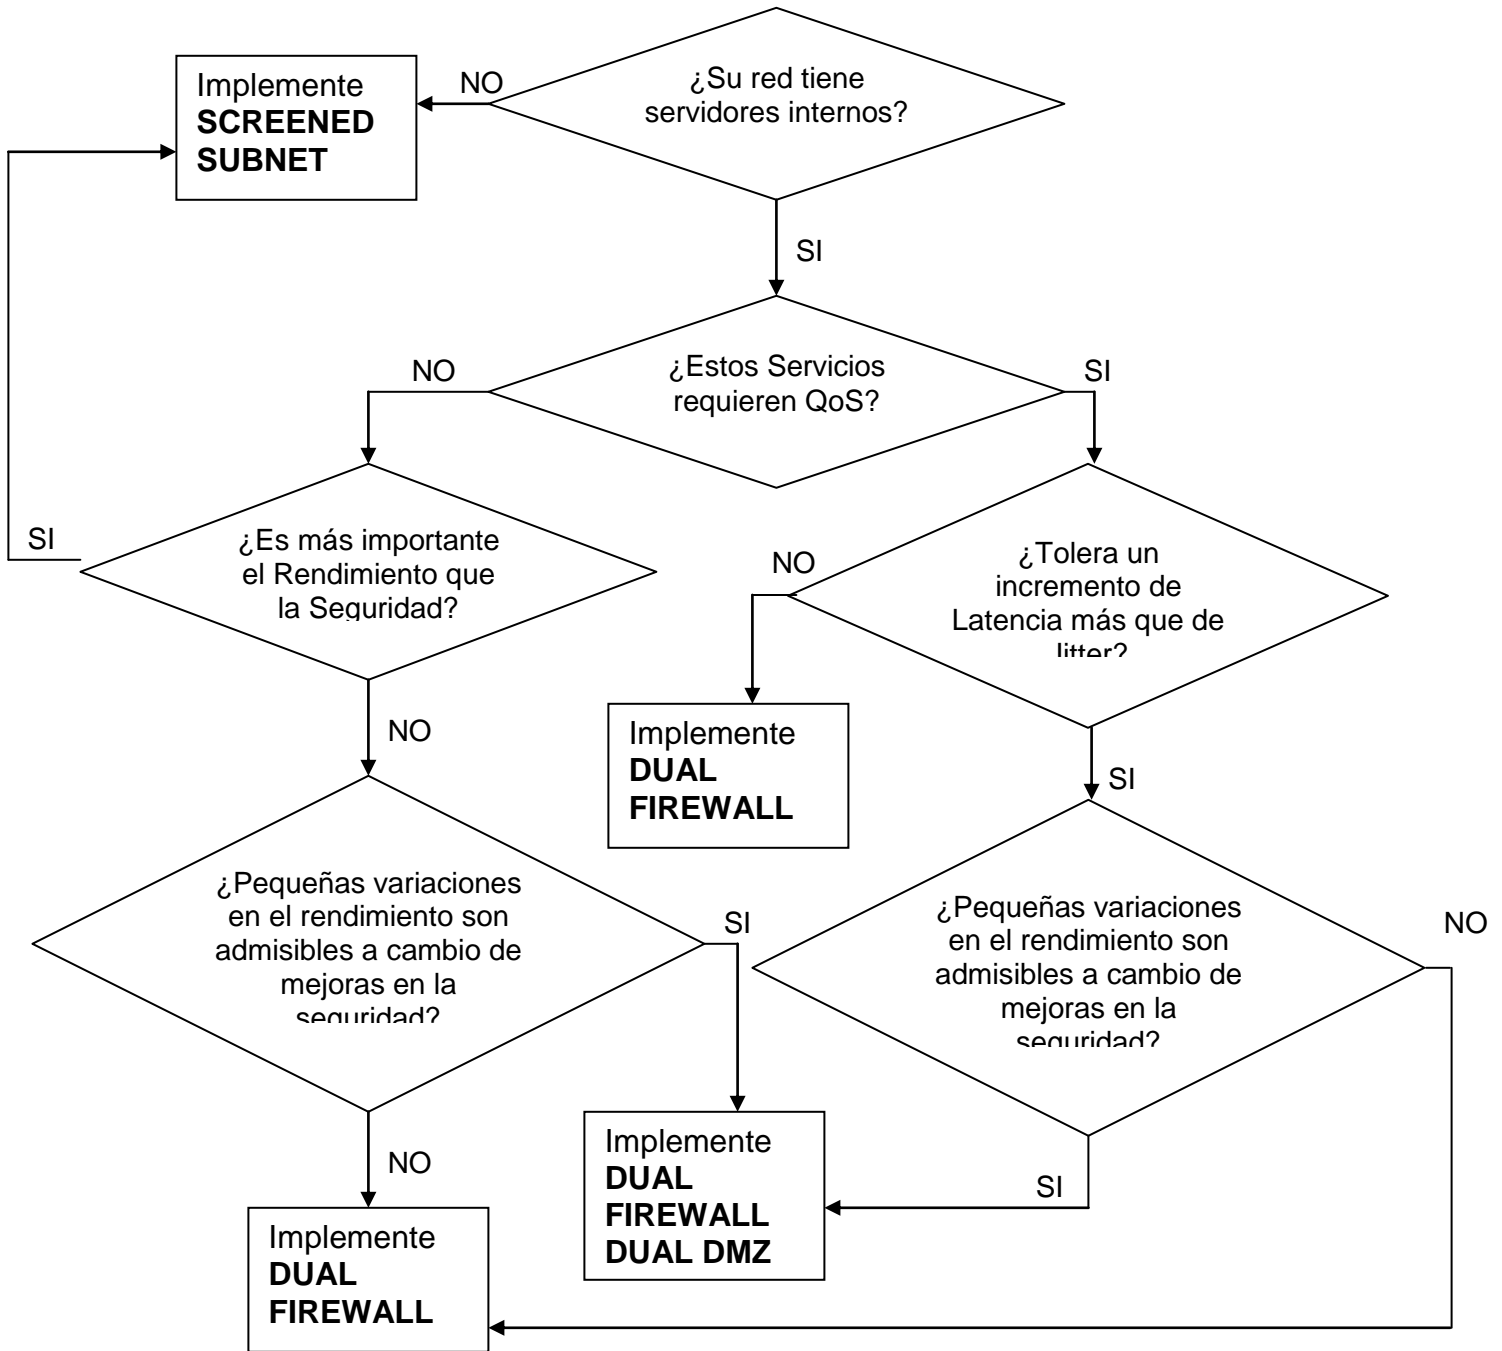 ¿Su red tiene
servidores internos?
NO
Implemente
SCREENED
SUBNET
SI
¿Estos Servicios
requieren QoS?
NO
SI
¿Es más importante
el Rendimiento que
la Seguridad?
SI
NO
¿Tolera un
incremento de
Latencia más que de
Jitter?
NO
SI
Implemente
DUAL
FIREWALL
¿Pequeñas variaciones
en el rendimiento son
admisibles a cambio de
mejoras en la
seguridad?
SI
NO
¿Pequeñas variaciones
en el rendimiento son
admisibles a cambio de
mejoras en la
seguridad?
NO
SI
Implemente
DUAL
FIREWALL
DUAL DMZ
Implemente
DUAL
FIREWALL